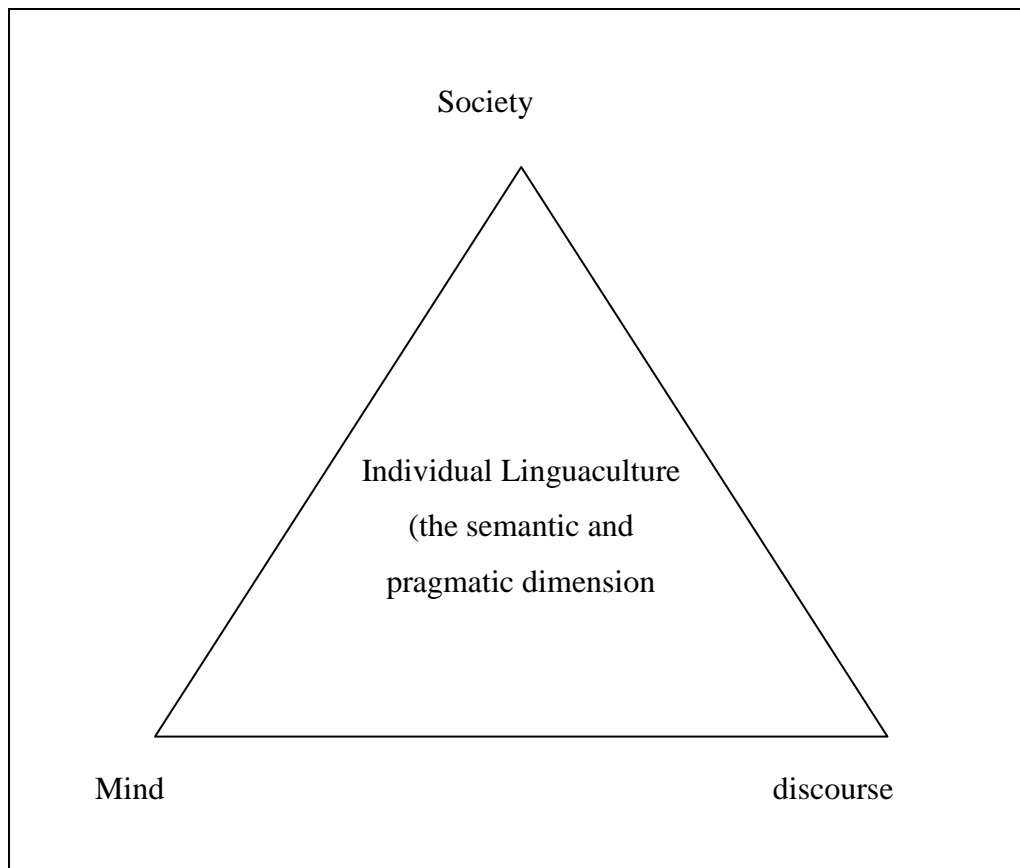 Society
Individual Linguaculture
(the semantic and
pragmatic dimension
Mind
discourse